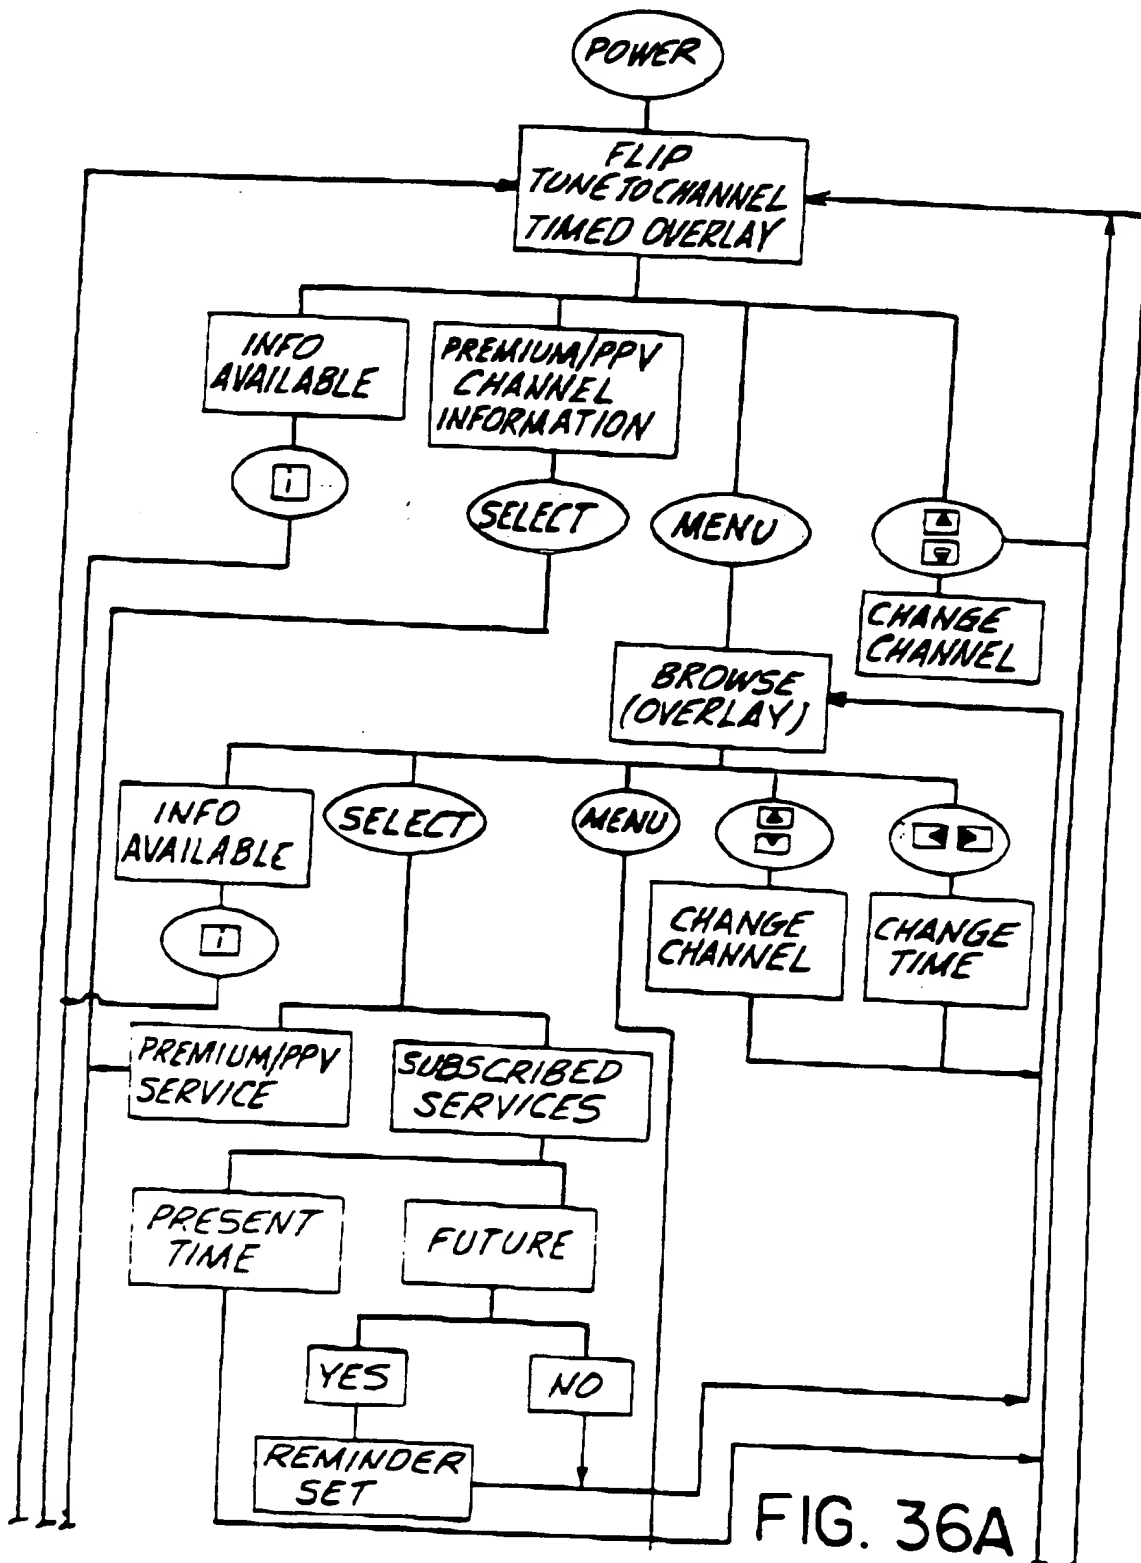 POWER
FLIP
TUNE TO CHANNEL
TIMED OVERLAY
INFO
AVAILABLE
PREMIUM/PPV
CHANNEL
INFORMATION
i
SELECT
MENU
CHANGE
CHANNEL
BROWSE
(OVERLAY)
INFO
AVAILABLE
SELECT
MENU
i
CHANGE
CHANNEL
CHANGE
TIME
PREMIUM/PPV
SERVICE
SUBSCRIBED
SERVICES
PRESENT
TIME
FUTURE
YES
NO
REMINDER
SET
FIG. 36A